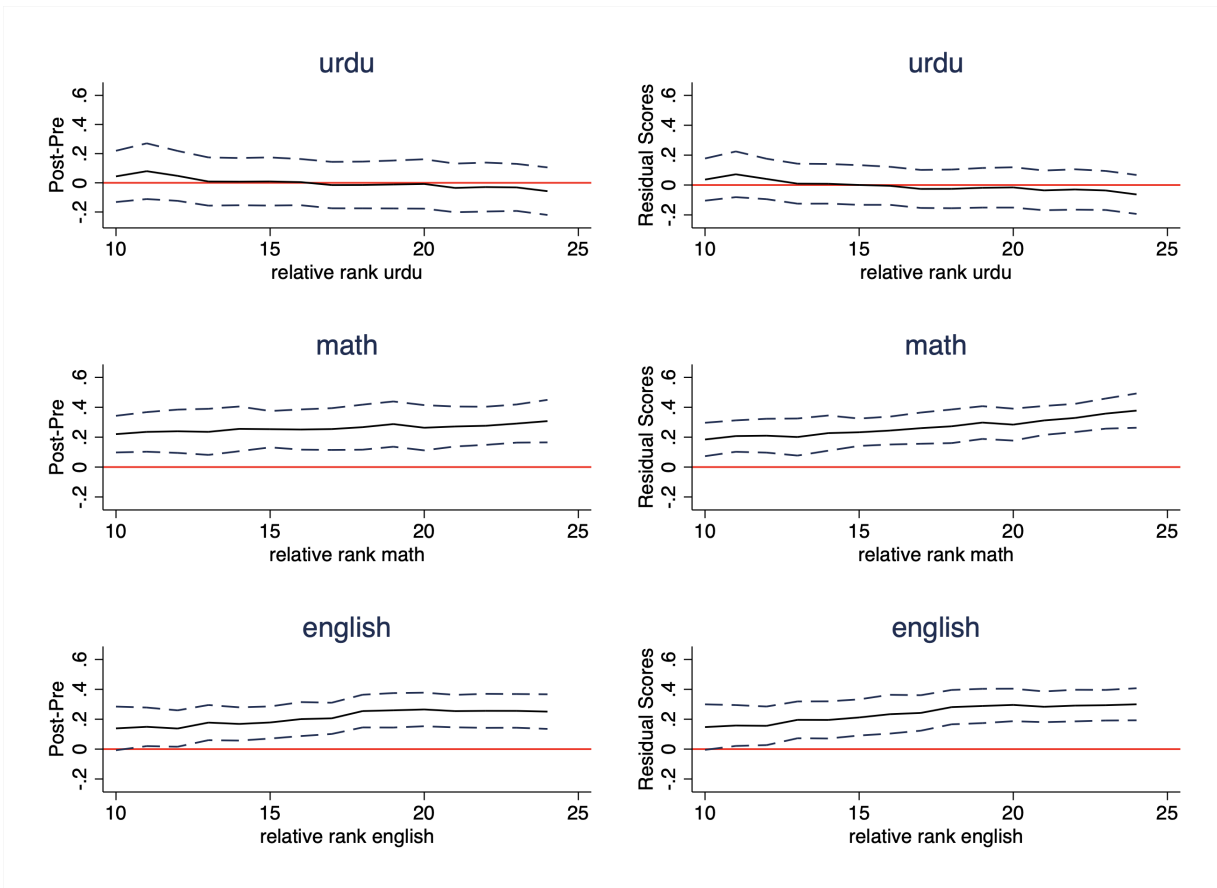 urdu
Post-Pre
-.2 0 .2 .4 .6
10 15 20 25
relative rank urdu
urdu
Residual Scores
-.2 0 .2 .4 .6
10 15 20 25
relative rank urdu
math
Post-Pre
-.2 0 .2 .4 .6
10 15 20 25
relative rank math
math
Residual Scores
-.2 0 .2 .4 .6
10 15 20 25
relative rank math
english
Post-Pre
-.2 0 .2 .4 .6
10 15 20 25
relative rank english
english
Residual Scores
-.2 0 .2 .4 .6
10 15 20 25
relative rank english